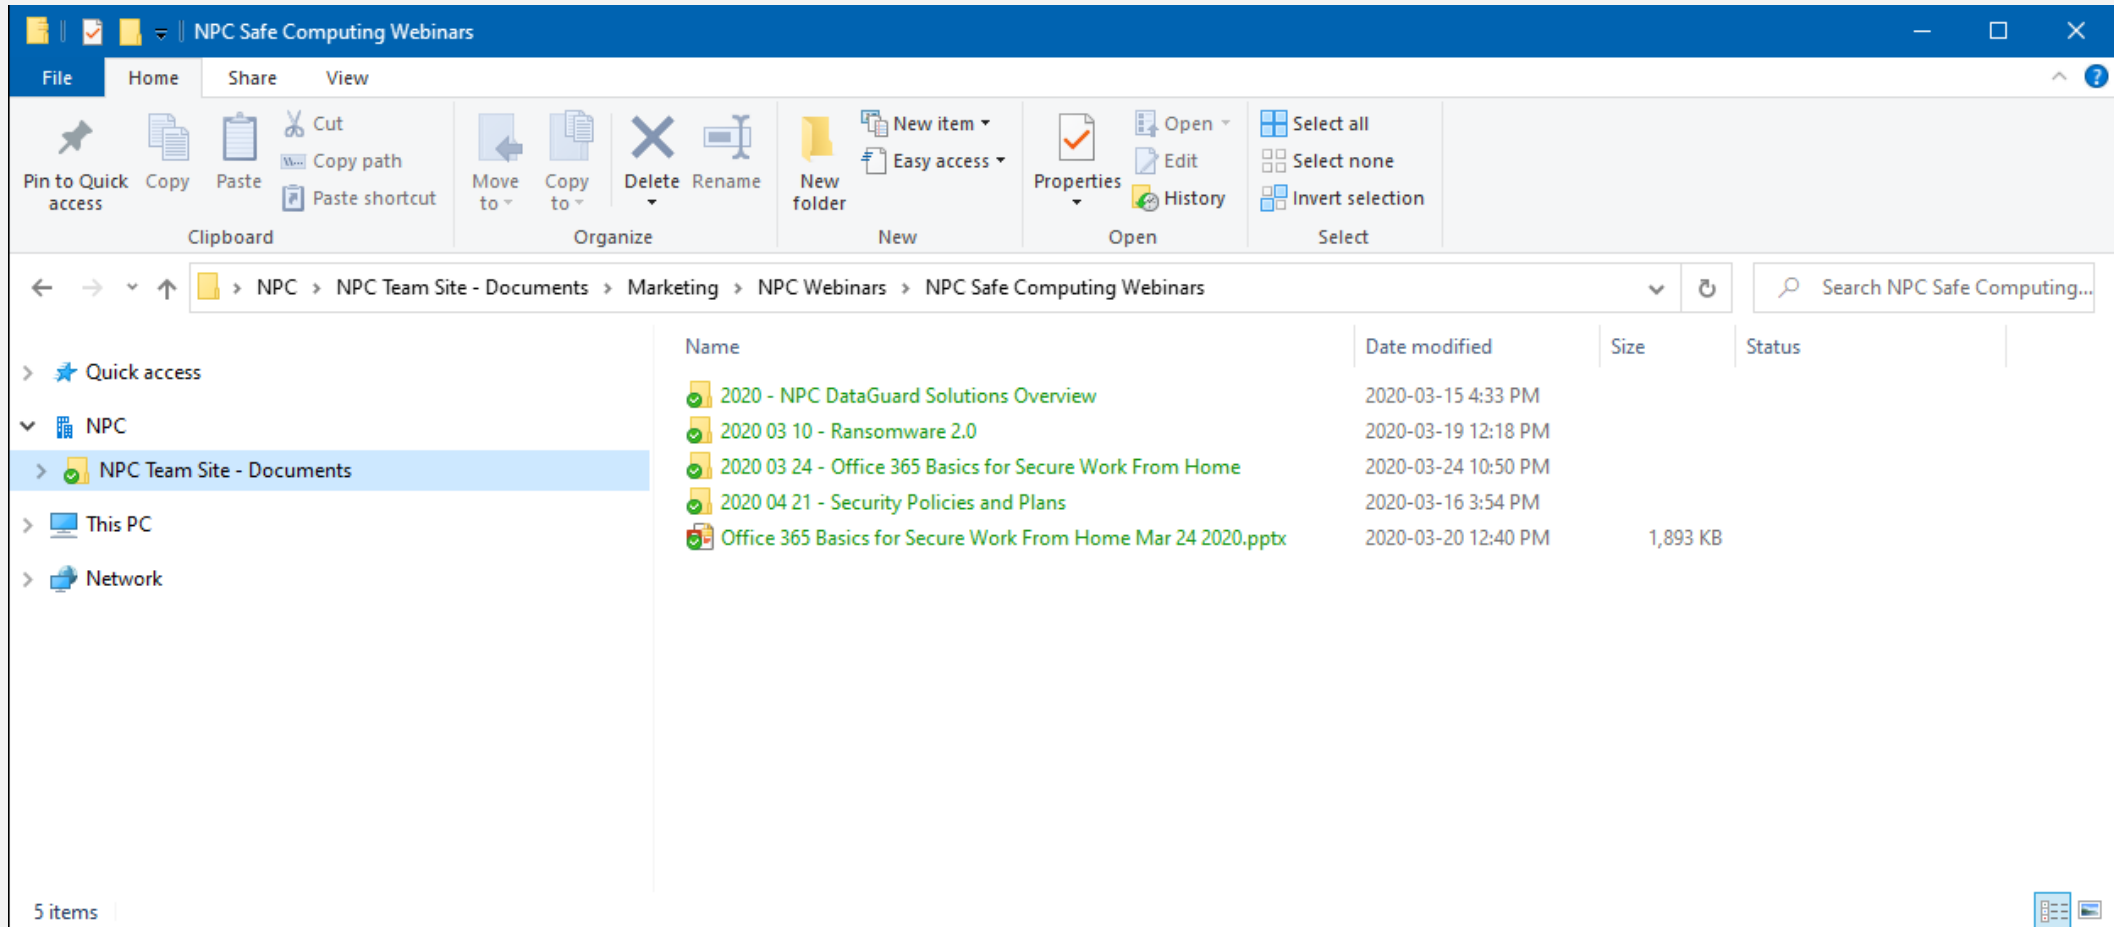 NPC Safe Computing Webinars
File Home Share View
Pin to Quick access
Copy
Paste
Cut
Copy path
Paste shortcut
Clipboard
Move to
Copy to
Delete
Rename
Organize
New folder
New item
Easy access
New
Properties
Open
Edit
History
Open
Select all
Select none
Invert selection
Select
NPC > NPC Team Site - Documents > Marketing > NPC Webinars > NPC Safe Computing Webinars
Search NPC Safe Computing...
Quick access
NPC
NPC Team Site - Documents
This PC
Network
Name Date modified Size Status
2020 - NPC DataGuard Solutions Overview 2020-03-15 4:33 PM
2020 03 10 - Ransomware 2.0 2020-03-19 12:18 PM
2020 03 24 - Office 365 Basics for Secure Work From Home 2020-03-24 10:50 PM
2020 04 21 - Security Policies and Plans 2020-03-16 3:54 PM
Office 365 Basics for Secure Work From Home Mar 24 2020.pptx 2020-03-20 12:40 PM 1,893 KB
5 items